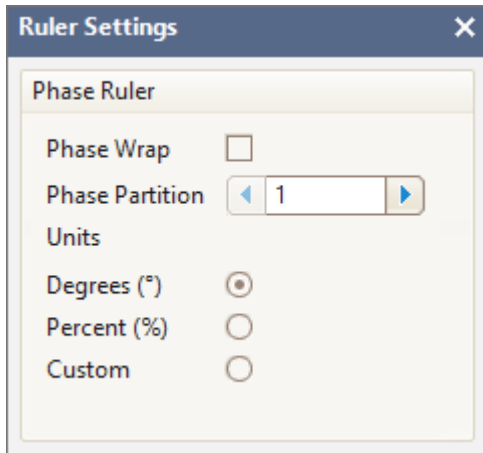 Ruler Settings
Phase Ruler
Phase Wrap
Phase Partition 1
Units
Degrees (°)
Percent (%)
Custom